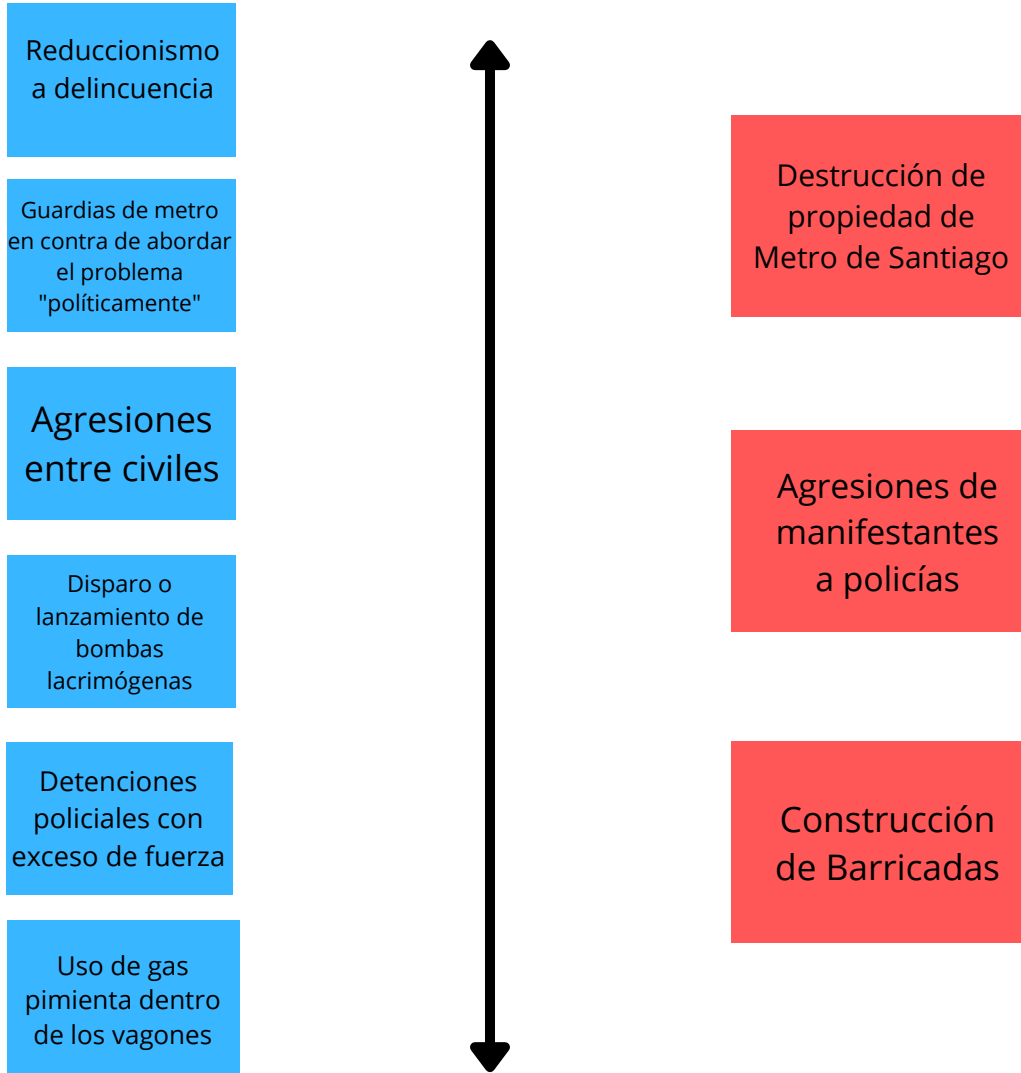 Reduccionismo
a delincuencia
Guardias de metro
en contra de abordar
el problema
"políticamente"
Agresiones
entre civiles
Disparo o
lanzamiento de
bombas
lacrimógenas
Detenciones
policiales con
exceso de fuerza
Uso de gas
pimienta dentro
de los vagones
Destrucción de
propiedad de
Metro de Santiago
Agresiones de
manifestantes
a policías
Construcción
de Barricadas